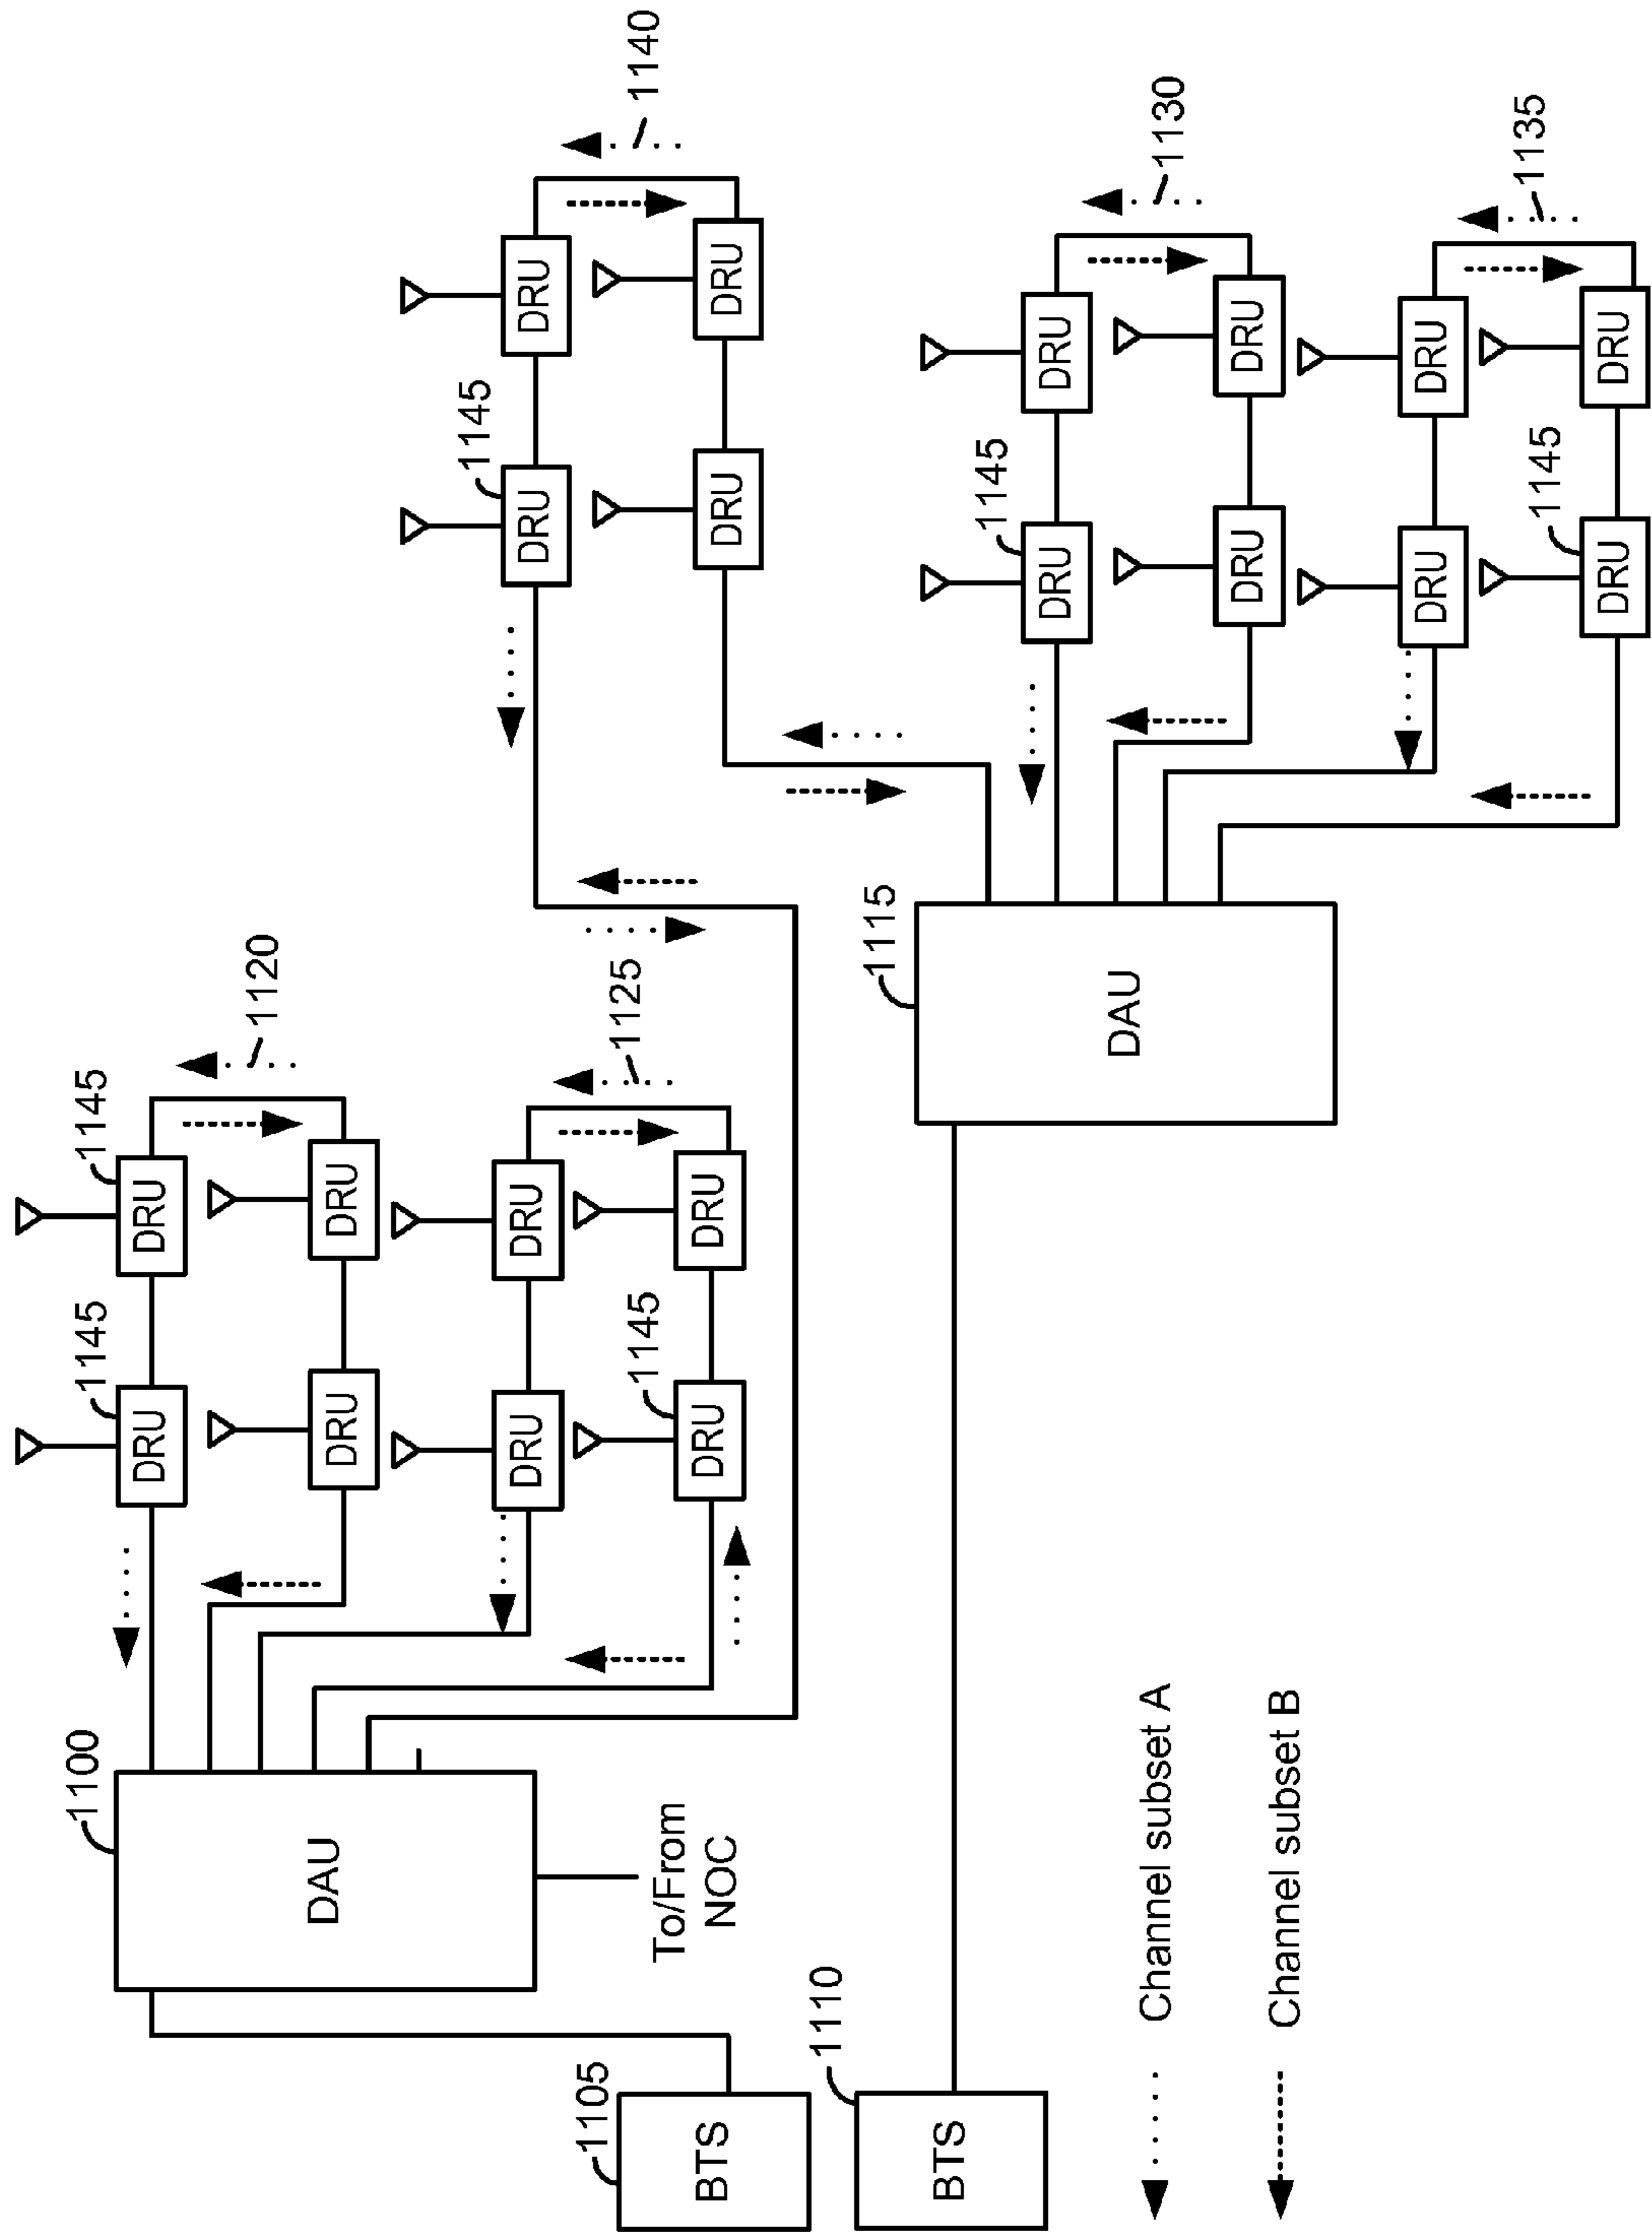 1100
1145
1145
DRU
DRU
1120
DAU
DRU
DRU
1145
DRU
DRU
DRU
DRU
1105
1125
1140
1145
To/From
NOC
BTS
DRU
DRU
DRU
DRU
1110
1115
BTS
1145
DRU
DRU
DAU
1130
Channel subset A
DRU
DRU
Channel subset B
DRU
DRU
1145
1135
DRU
DRU